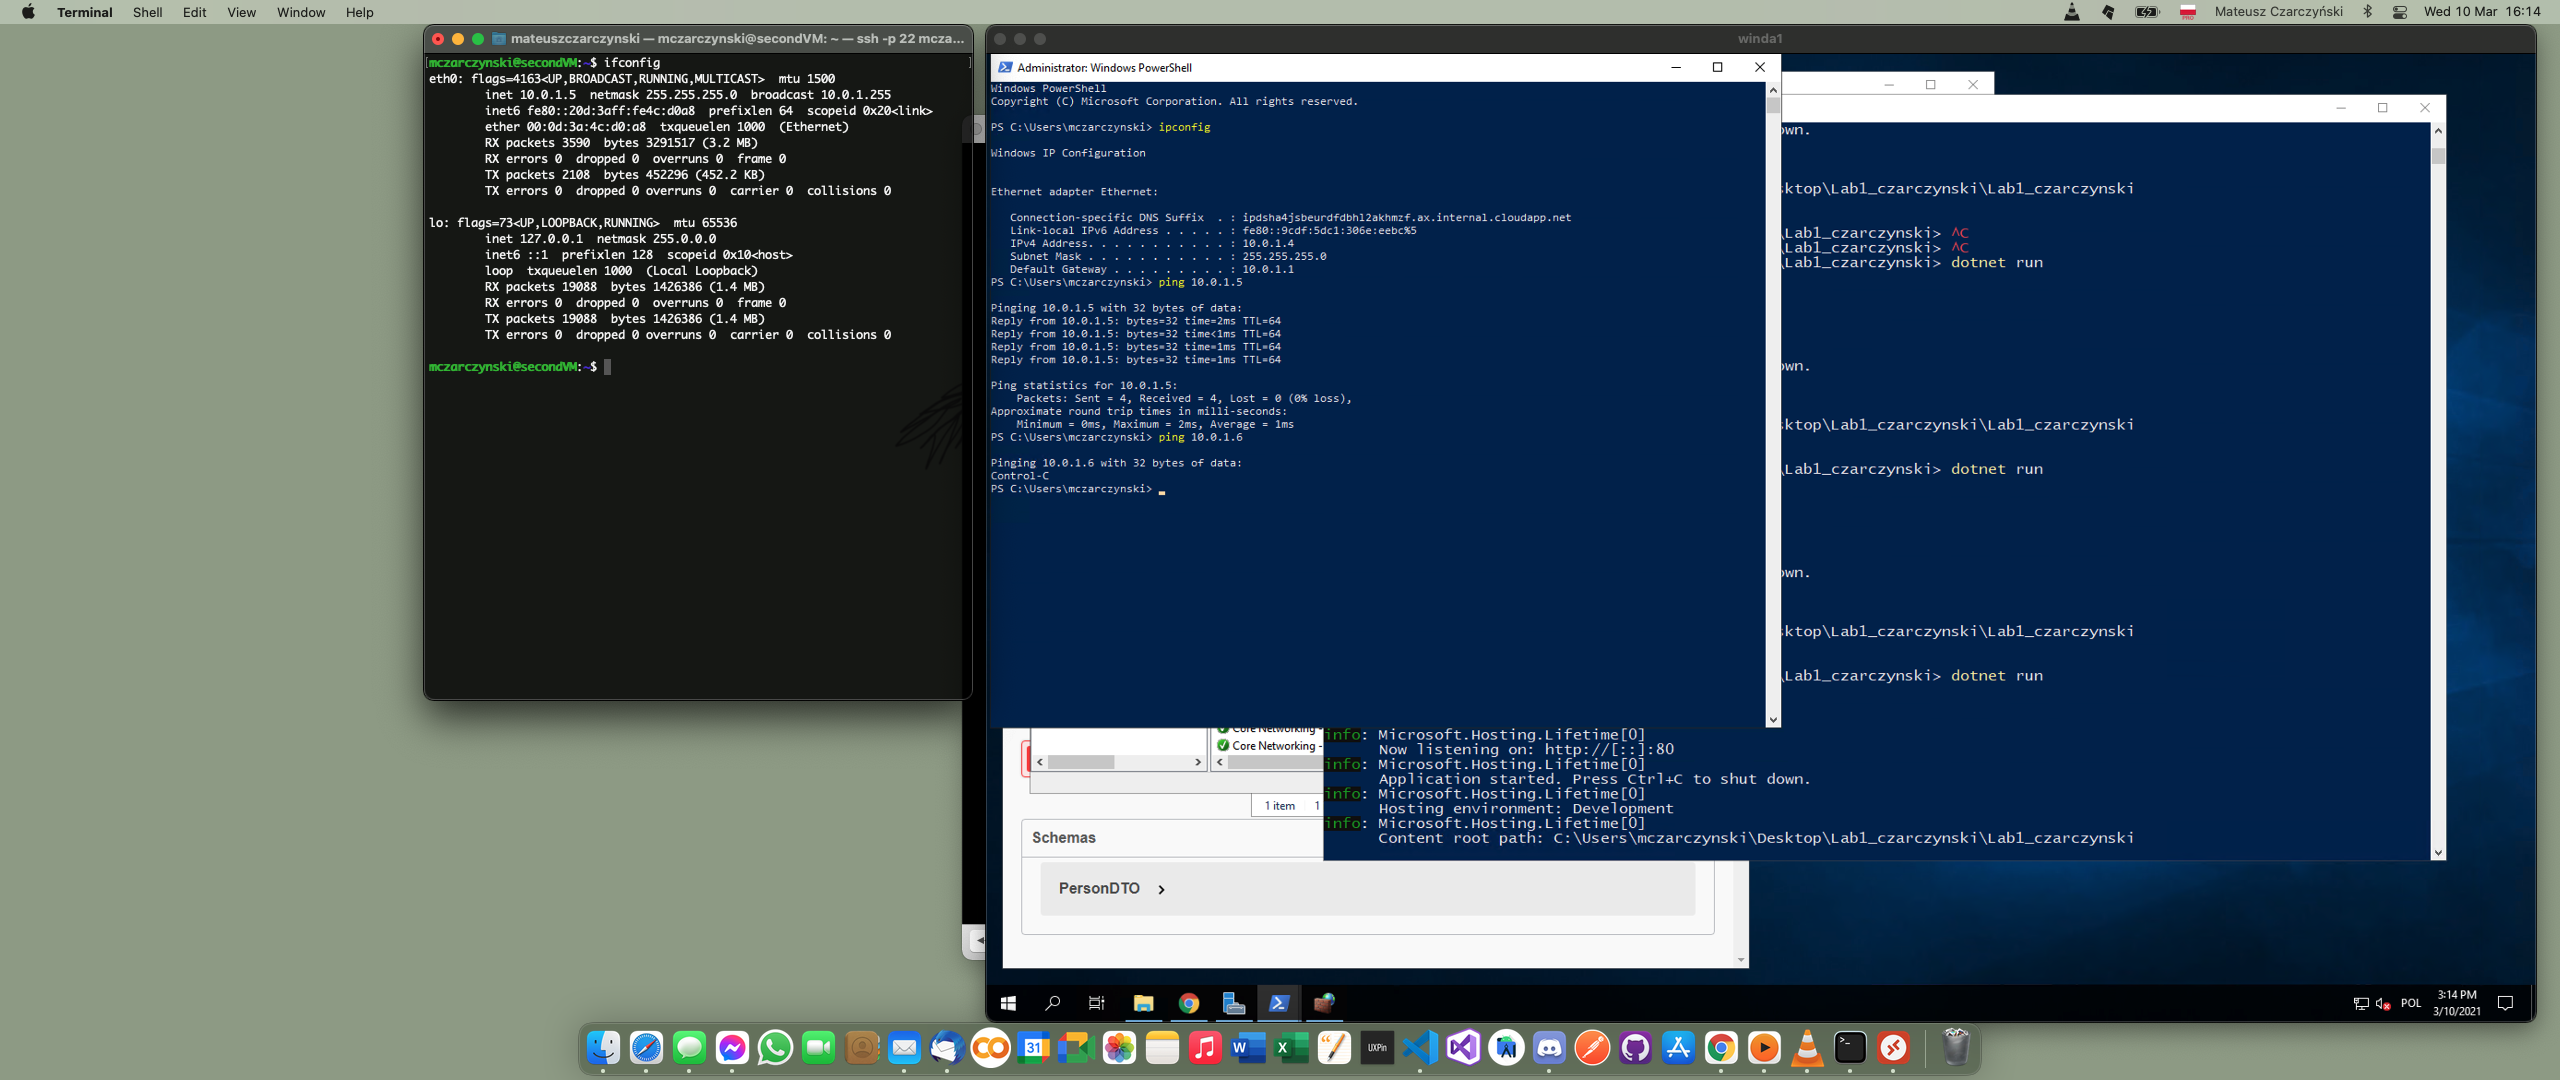 Terminal Shell Edit View Window Help
Mateusz Czarczyński Wed 10 Mar 16:14
mateuszczarczynski — mczarczynski@secondVM: ~ — ssh -p 22 mcza...
mczarczynski@secondVM:~$ ifconfig
eth0: flags=4163<UP,BROADCAST,RUNNING,MULTICAST>  mtu 1500
inet 10.0.1.5  netmask 255.255.255.0  broadcast 10.0.1.255
inet6 fe80::20d:3aff:fe4c:d0a8  prefixlen 64  scopeid 0x20<link>
ether 00:0d:3a:4c:d0:a8  txqueuelen 1000  (Ethernet)
RX packets 3590  bytes 3291517 (3.2 MB)
RX errors 0  dropped 0  overruns 0  frame 0
TX packets 2108  bytes 452296 (452.2 KB)
TX errors 0  dropped 0 overruns 0  carrier 0  collisions 0
lo: flags=73<UP,LOOPBACK,RUNNING>  mtu 65536
inet 127.0.0.1  netmask 255.0.0.0
inet6 ::1  prefixlen 128  scopeid 0x10<host>
loop  txqueuelen 1000  (Local Loopback)
RX packets 19088  bytes 1426386 (1.4 MB)
RX errors 0  dropped 0  overruns 0  frame 0
TX packets 19088  bytes 1426386 (1.4 MB)
TX errors 0  dropped 0 overruns 0  carrier 0  collisions 0
mczarczynski@secondVM:~$
winda1
Administrator: Windows PowerShell
Windows PowerShell
Copyright (C) Microsoft Corporation. All rights reserved.
PS C:\Users\mczarczynski> ipconfig
Windows IP Configuration
Ethernet adapter Ethernet:
Connection-specific DNS Suffix  . : ipdsha4jsbeurdfdbhl2akhmzf.ax.internal.cloudapp.net
Link-local IPv6 Address . . . . . : fe80::9cdf:5dc1:306e:eebc%5
IPv4 Address. . . . . . . . . . . : 10.0.1.4
Subnet Mask . . . . . . . . . . . : 255.255.255.0
Default Gateway . . . . . . . . . : 10.0.1.1
PS C:\Users\mczarczynski> ping 10.0.1.5
Pinging 10.0.1.5 with 32 bytes of data:
Reply from 10.0.1.5: bytes=32 time=2ms TTL=64
Reply from 10.0.1.5: bytes=32 time<1ms TTL=64
Reply from 10.0.1.5: bytes=32 time=1ms TTL=64
Reply from 10.0.1.5: bytes=32 time=1ms TTL=64
Ping statistics for 10.0.1.5:
Packets: Sent = 4, Received = 4, Lost = 0 (0% loss),
Approximate round trip times in milli-seconds:
Minimum = 0ms, Maximum = 2ms, Average = 1ms
PS C:\Users\mczarczynski> ping 10.0.1.6
Pinging 10.0.1.6 with 32 bytes of data:
Control-C
PS C:\Users\mczarczynski>
own.
ktop\Lab1_czarczynski\Lab1_czarczynski
\Lab1_czarczynski> ^C
\Lab1_czarczynski> ^C
\Lab1_czarczynski> dotnet run
own.
ktop\Lab1_czarczynski\Lab1_czarczynski
\Lab1_czarczynski> dotnet run
own.
ktop\Lab1_czarczynski\Lab1_czarczynski
\Lab1_czarczynski> dotnet run
info: Microsoft.Hosting.Lifetime[0]
Now listening on: http://[::]:80
info: Microsoft.Hosting.Lifetime[0]
Application started. Press Ctrl+C to shut down.
info: Microsoft.Hosting.Lifetime[0]
Hosting environment: Development
info: Microsoft.Hosting.Lifetime[0]
Content root path: C:\Users\mczarczynski\Desktop\Lab1_czarczynski\Lab1_czarczynski
Core Networking -
Core Networking -
1 item 1
Schemas
PersonDTO
POL
3:14 PM
3/10/2021
31
W
X
UXPin